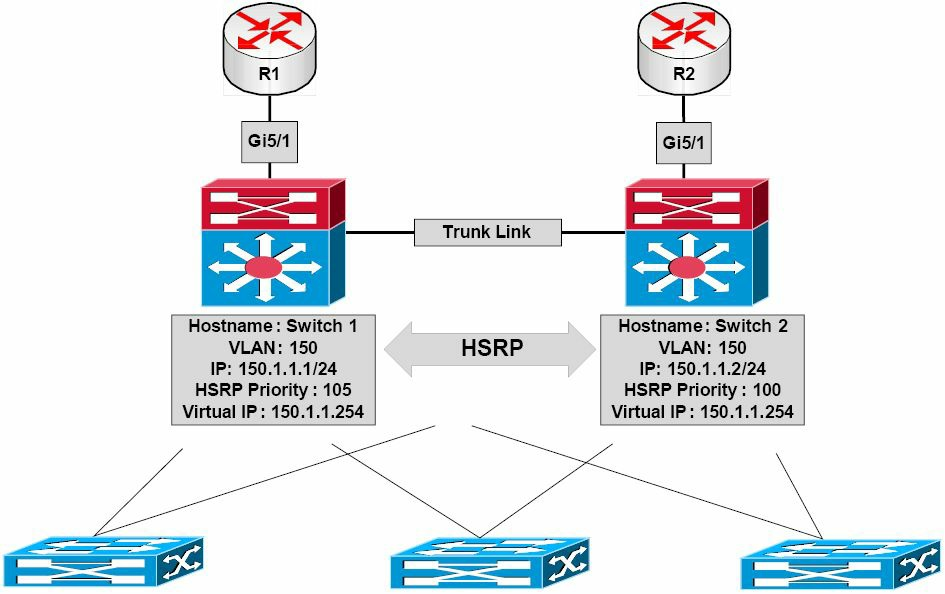 R1
R2
Gi5/1
Gi5/1
Trunk Link
Hostname : Switch 1
VLAN: 150
IP: 150.1.1.1/24
HSRP Priority : 105
Virtual IP : 150.1.1.254
HSRP
Hostname : Switch 2
VLAN: 150
IP: 150.1.1.2/24
HSRP Priority : 100
Virtual IP : 150.1.1.254